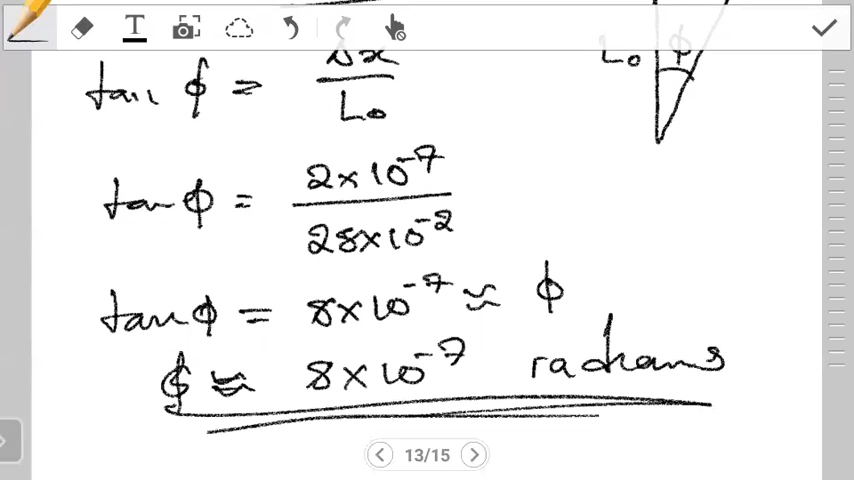 T
L₀ ϕ
tan ϕ = Δx / L₀
tan ϕ = 2×10⁻⁷ / 28×10⁻²
tan ϕ = 8×10⁻⁷ ≈ ϕ
ϕ ≈ 8×10⁻⁷ radians
13/15